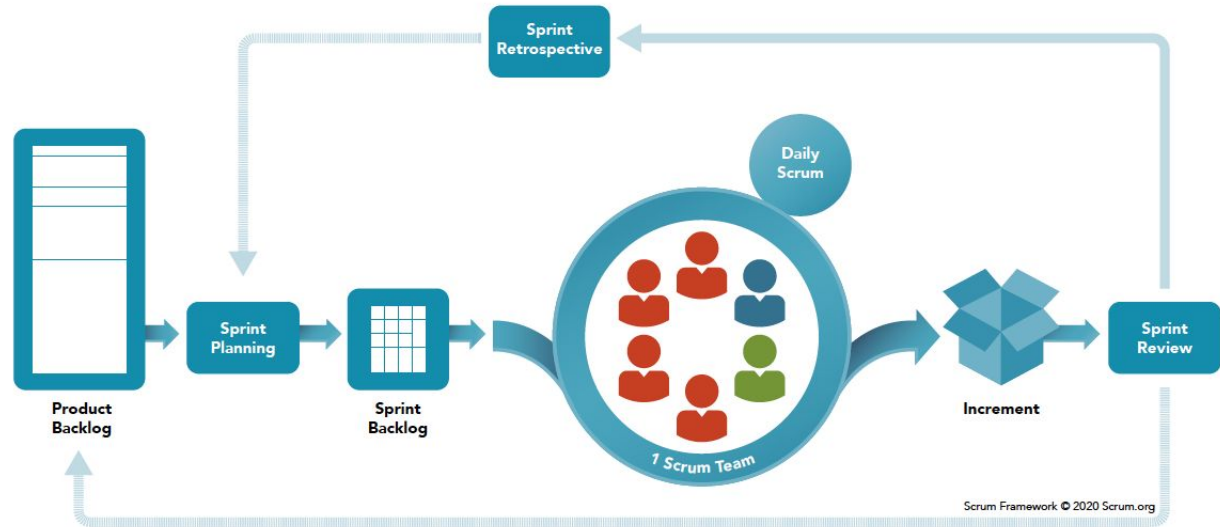 Sprint
Retrospective
Daily
Scrum
Sprint
Planning
Sprint
Review
Product
Backlog
Sprint
Backlog
Increment
1 Scrum Team
Scrum Framework © 2020 Scrum.org